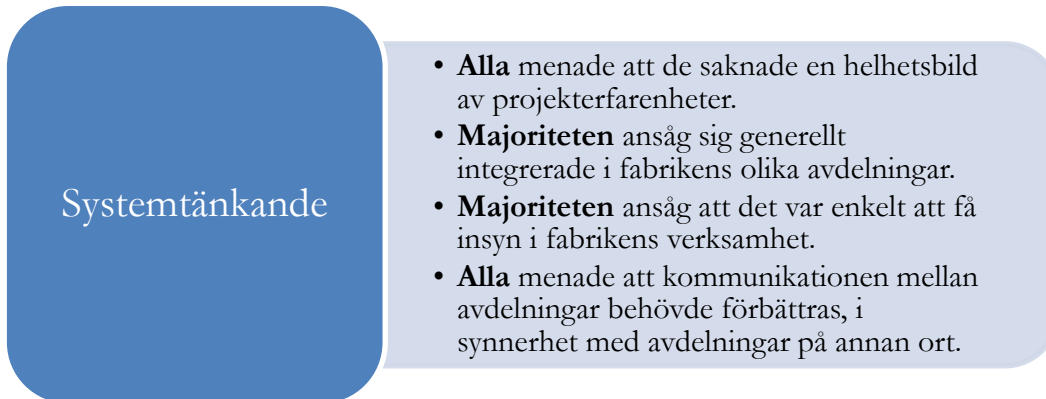 Systemtänkande
• Alla menade att de saknade en helhetsbild
av projekterfarenheter.
• Majoriteten ansåg sig generellt
integrerade i fabrikens olika avdelningar.
• Majoriteten ansåg att det var enkelt att få
insyn i fabrikens verksamhet.
• Alla menade att kommunikationen mellan
avdelningar behövde förbättras, i
synnerhet med avdelningar på annan ort.